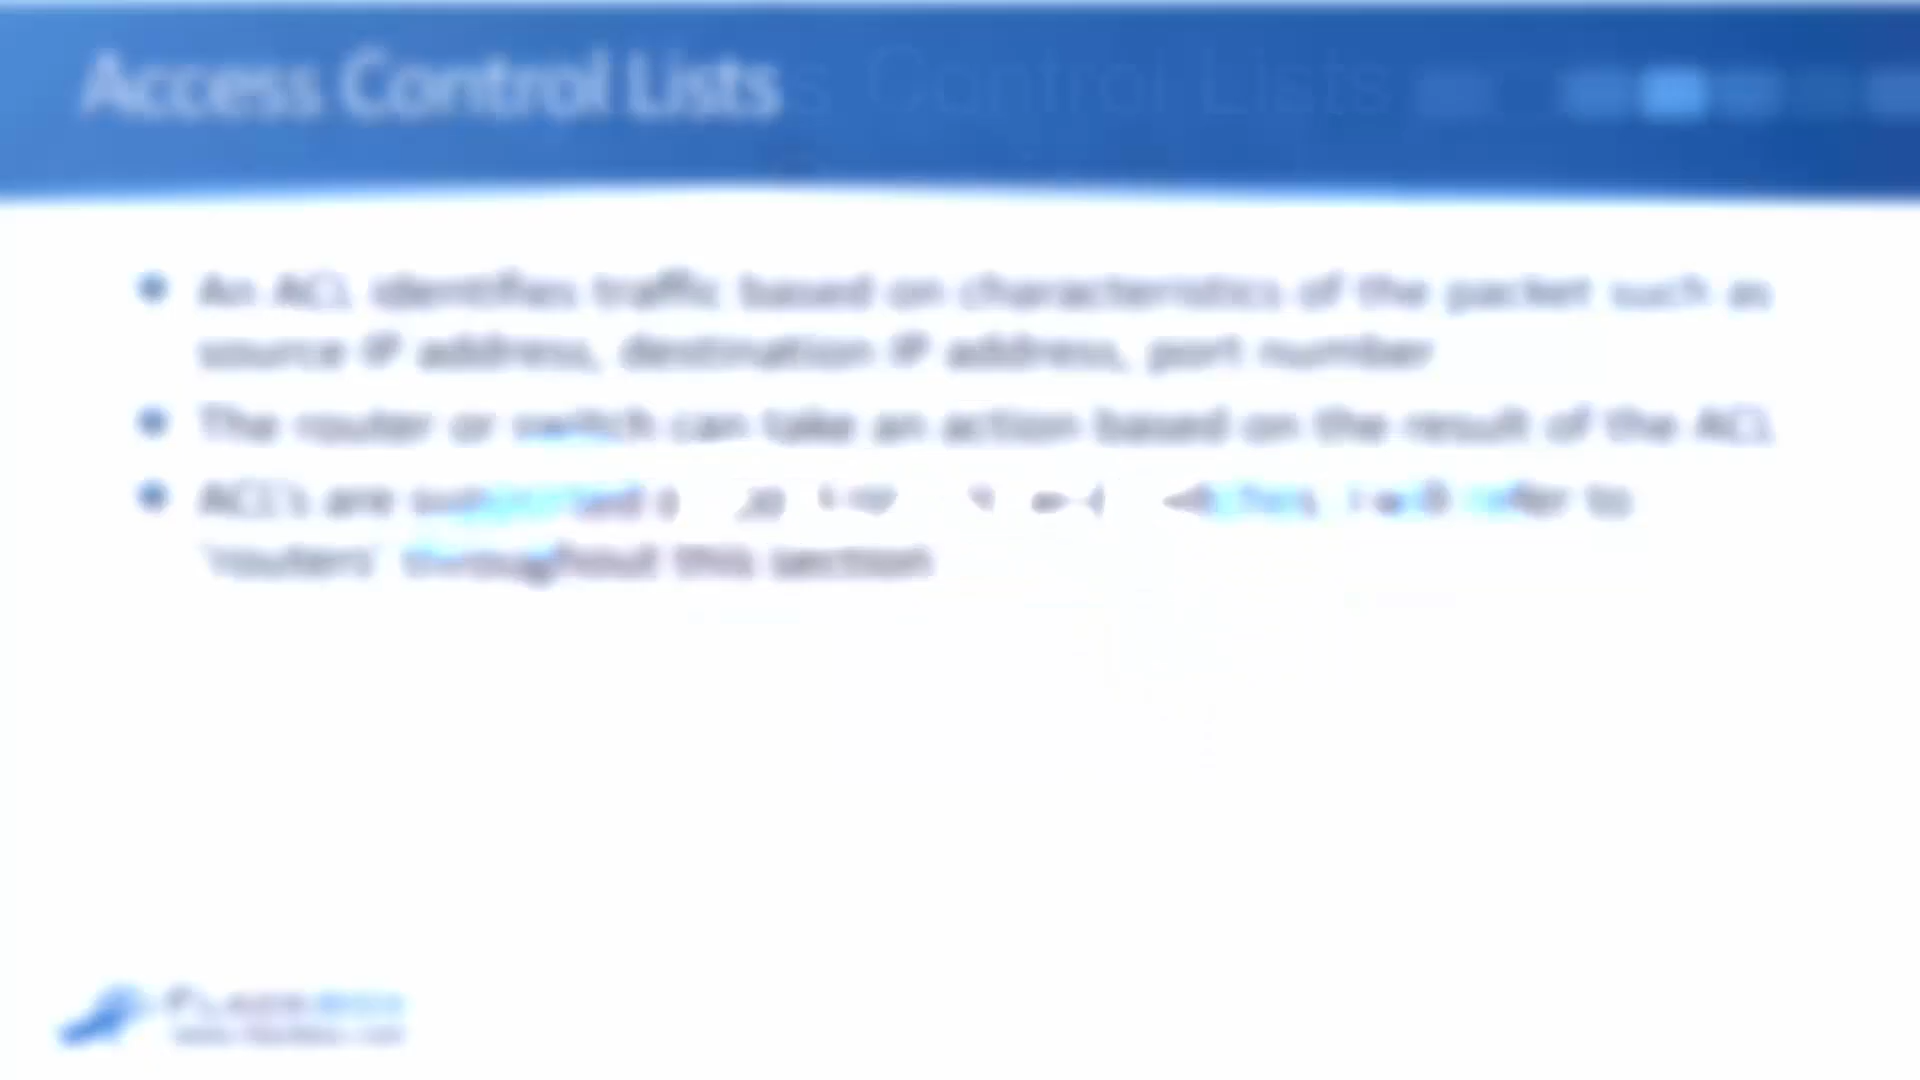 Access Control Lists
An ACL identifies traffic based on characteristics of the packet such as
source IP address, destination IP address, port number
The router or switch can take an action based on the result of the ACL
ACL's are to
'routers' throughout this section